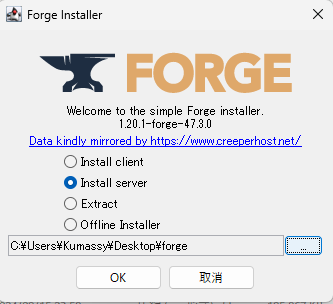 Forge Installer
FORGE
Welcome to the simple Forge installer.
1.20.1-forge-47.3.0
Data kindly mirrored by https://www.creeperhost.net/
Install client
Install server
Extract
Offline Installer
C:¥Users¥Kumassy¥Desktop¥forge
...
OK
取消